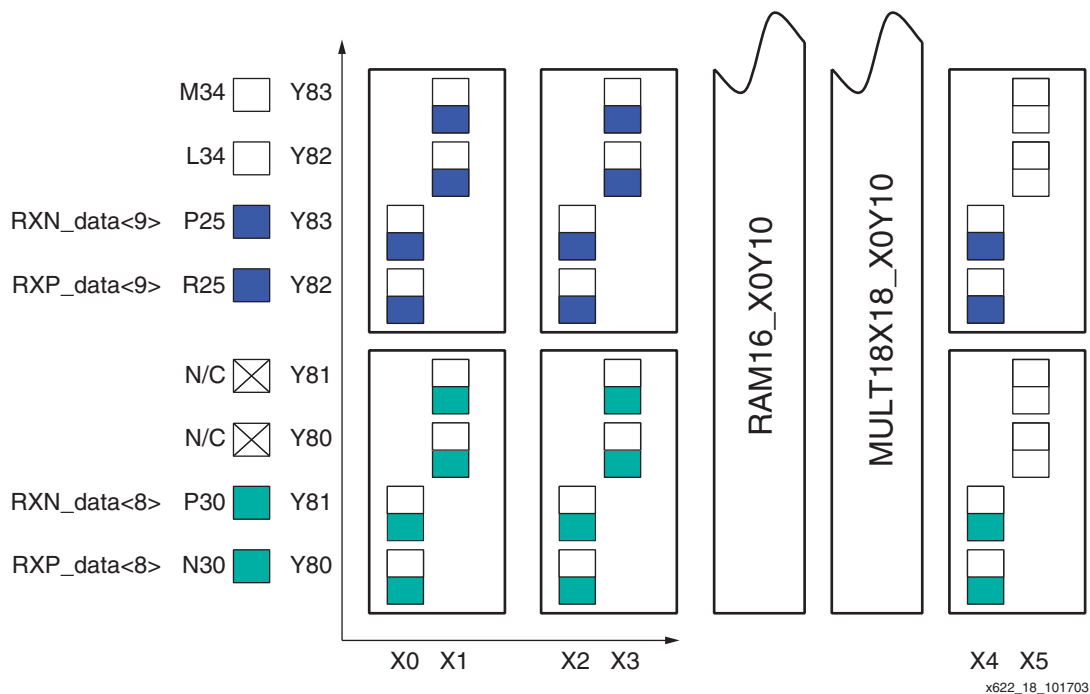 M34 Y83
L34 Y82
RXN_data<9> P25 Y83
RXP_data<9> R25 Y82
N/C Y81
N/C Y80
RXN_data<8> P30 Y81
RXP_data<8> N30 Y80
RAM16_X0Y10
MULT18X18_X0Y10
X0 X1 X2 X3 X4 X5
x622_18_101703